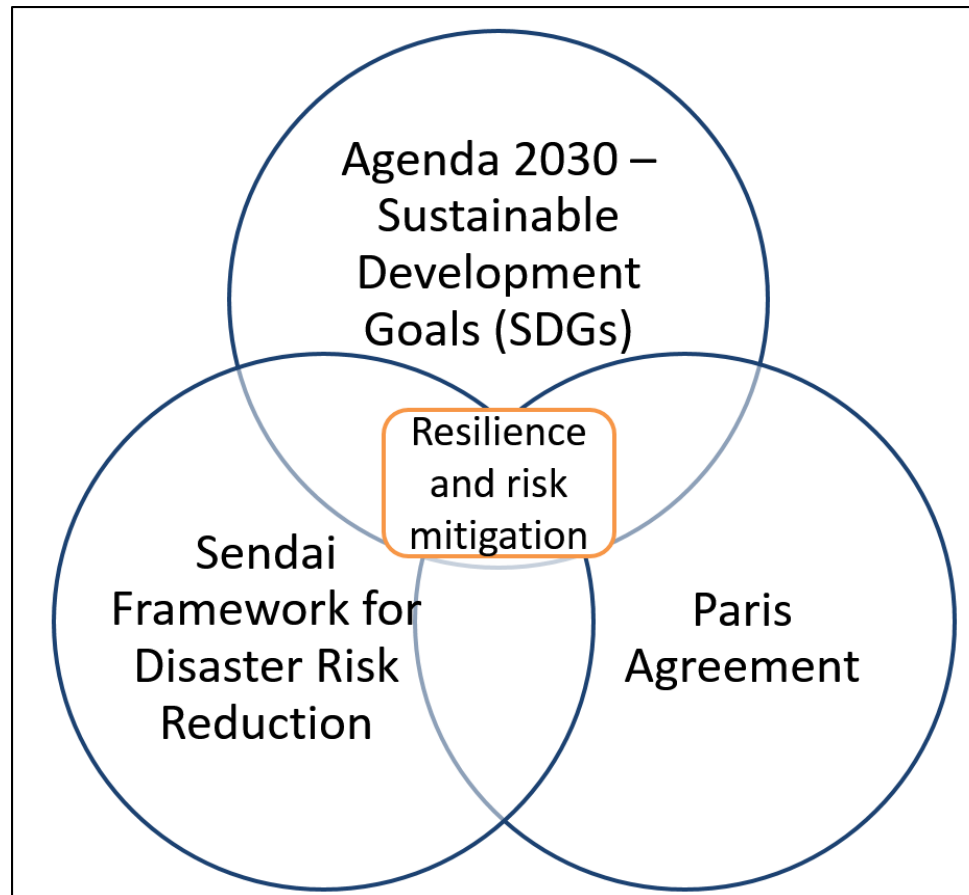 Agenda 2030 –
Sustainable
Development
Goals (SDGs)
Resilience
and risk
mitigation
Sendai
Framework for
Disaster Risk
Reduction
Paris
Agreement